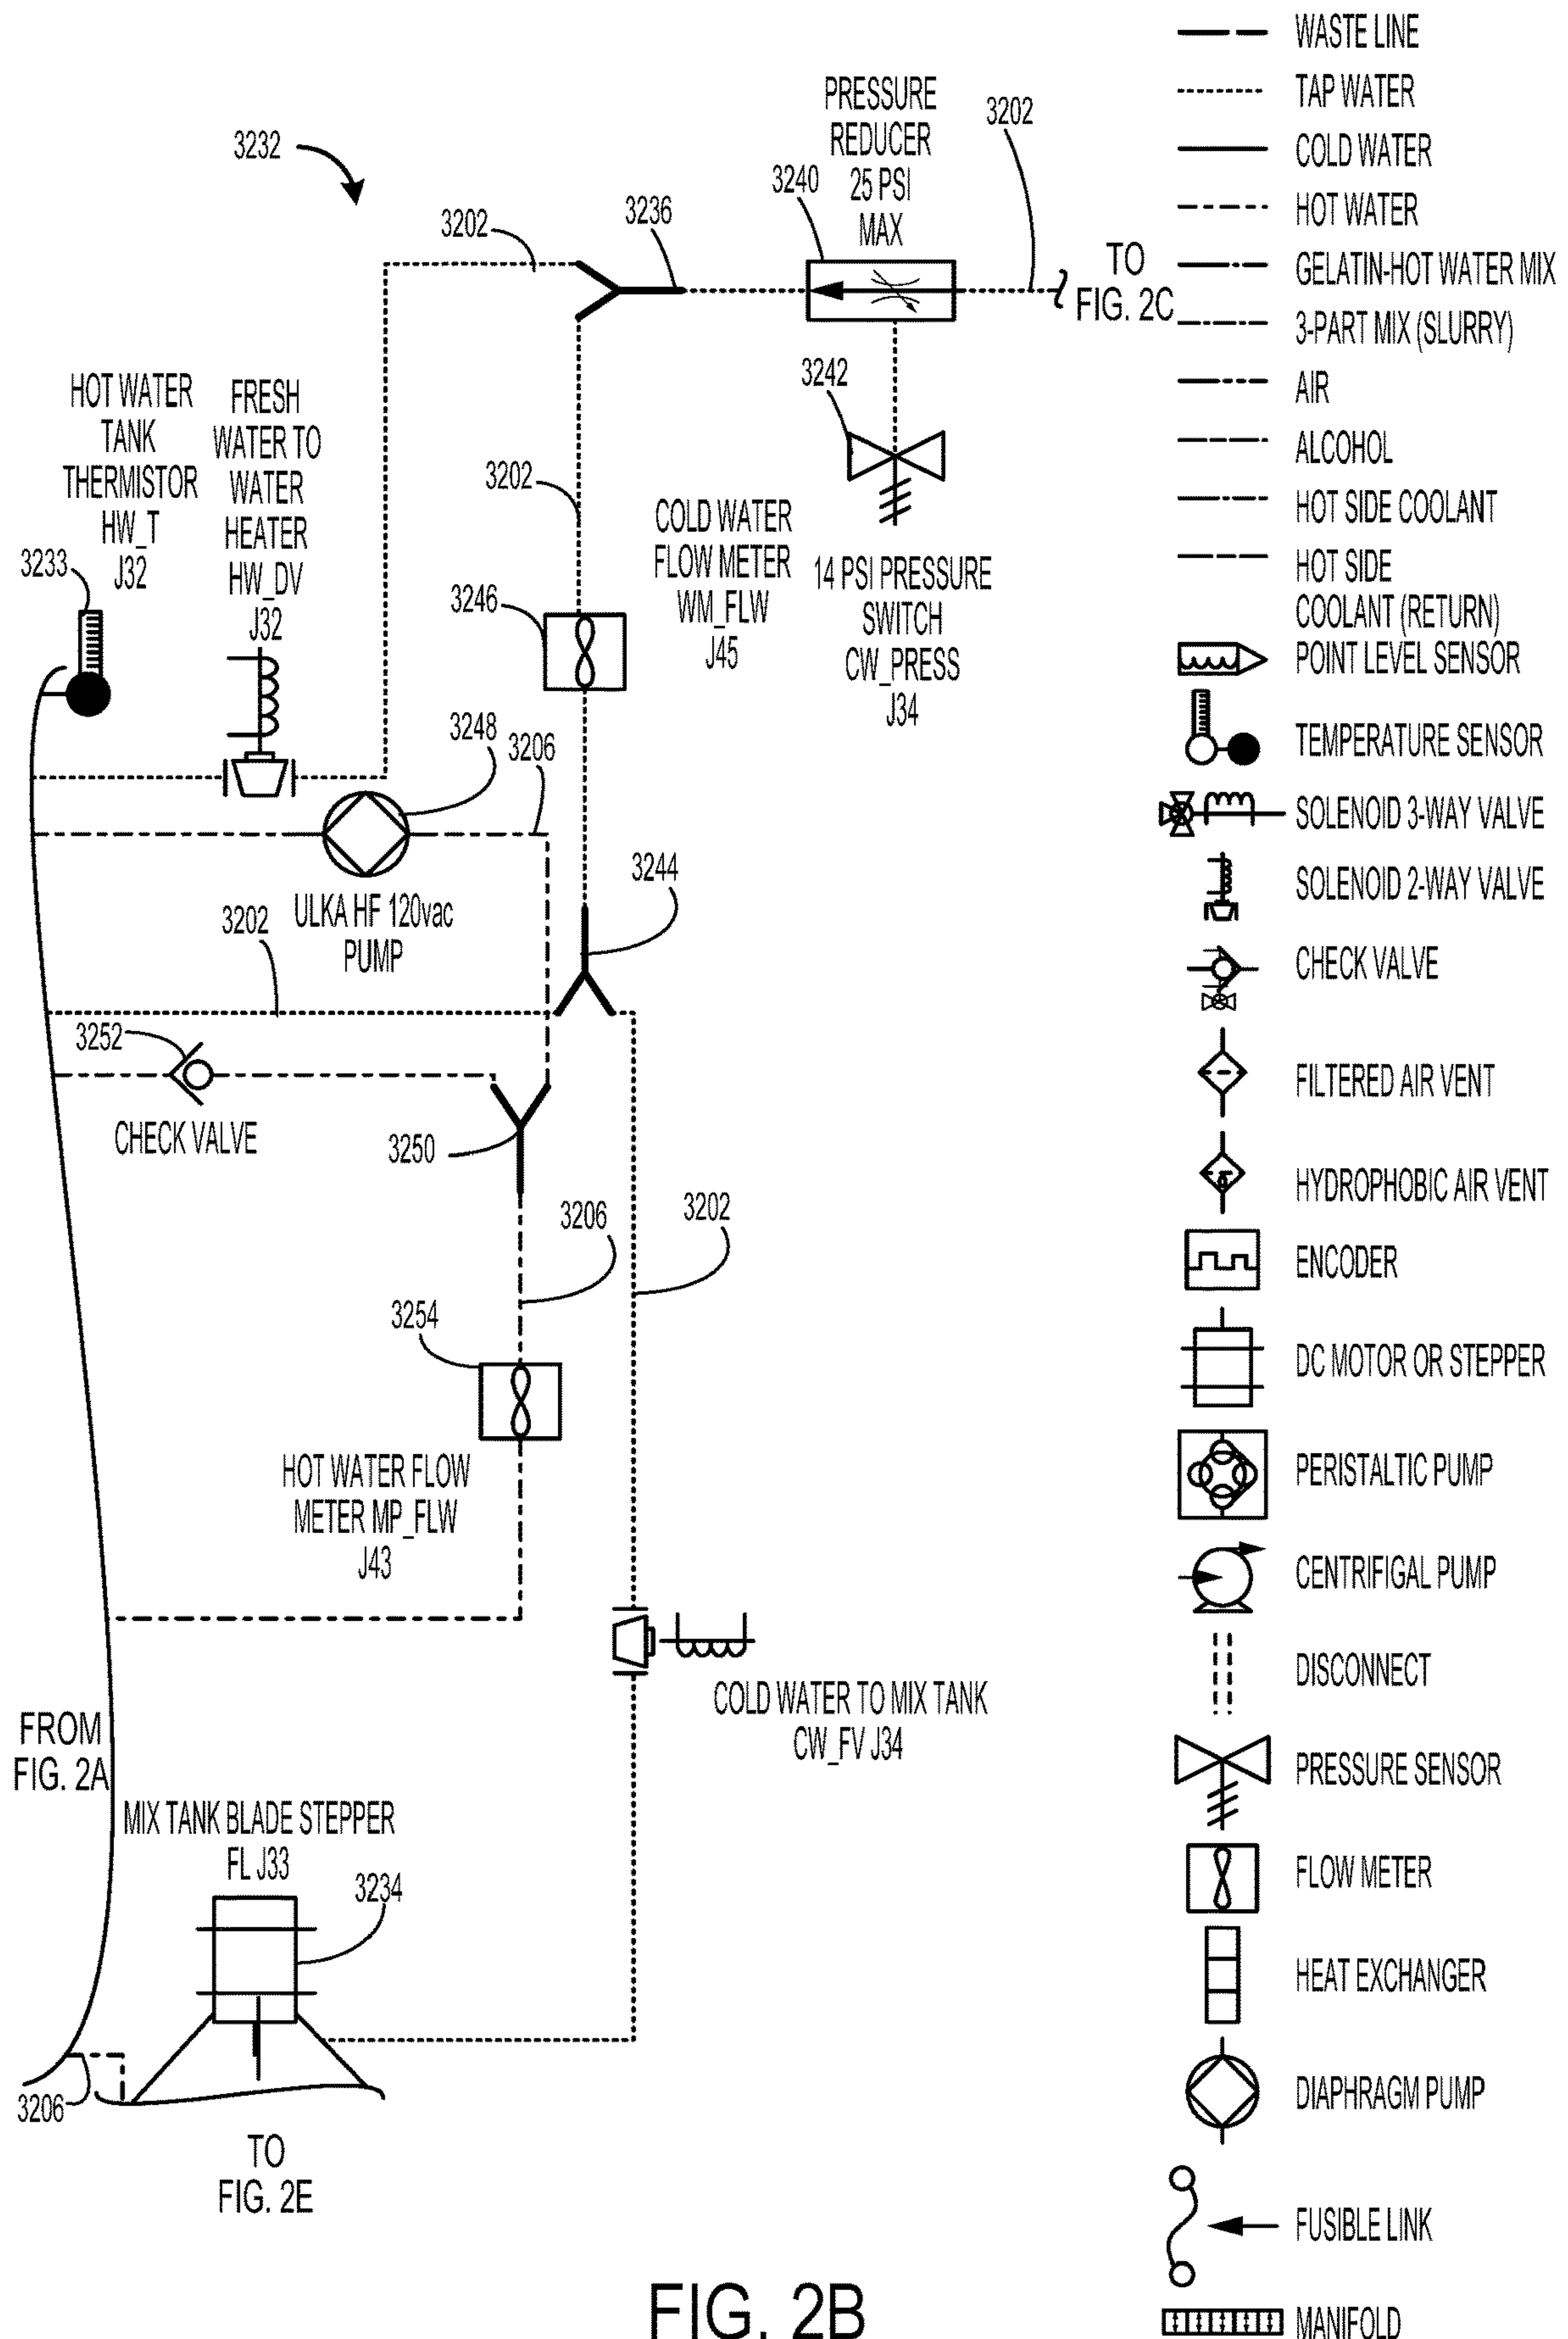 3232
3202
3236
3240
PRESSURE
REDUCER
25 PSI
MAX
3202
TO
FIG. 2C
3242
HOT WATER
TANK
THERMISTOR
HW_T
J32
3233
FRESH
WATER TO
WATER
HEATER
HW_DV
J32
3202
3246
COLD WATER
FLOW METER
WM_FLW
J45
14 PSI PRESSURE
SWITCH
CW_PRESS
J34
3248
3206
ULKA HF 120vac
PUMP
3244
3202
3252
CHECK VALVE
3250
3206
3202
3254
HOT WATER FLOW
METER MP_FLW
J43
COLD WATER TO MIX TANK
CW_FV J34
FROM
FIG. 2A
MIX TANK BLADE STEPPER
FL J33
3234
3206
TO
FIG. 2E
WASTE LINE
TAP WATER
COLD WATER
HOT WATER
GELATIN-HOT WATER MIX
3-PART MIX (SLURRY)
AIR
ALCOHOL
HOT SIDE COOLANT
HOT SIDE
COOLANT (RETURN)
POINT LEVEL SENSOR
TEMPERATURE SENSOR
SOLENOID 3-WAY VALVE
SOLENOID 2-WAY VALVE
CHECK VALVE
FILTERED AIR VENT
HYDROPHOBIC AIR VENT
ENCODER
DC MOTOR OR STEPPER
PERISTALTIC PUMP
CENTRIFIGAL PUMP
DISCONNECT
PRESSURE SENSOR
FLOW METER
HEAT EXCHANGER
DIAPHRAGM PUMP
FUSIBLE LINK
MANIFOLD
FIG. 2B